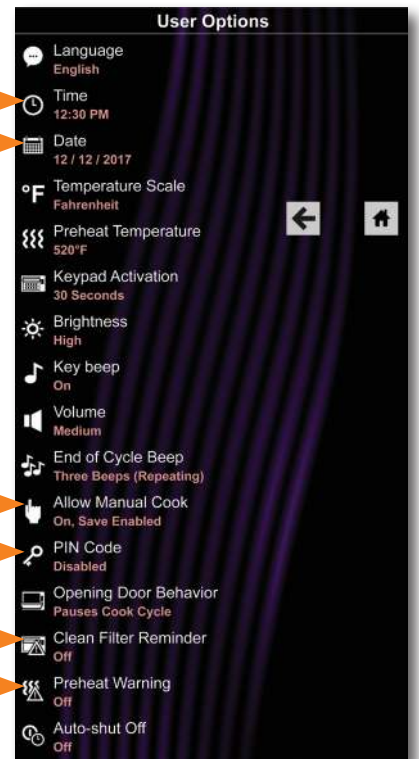 User Options
Language
English
Time
12:30 PM
Date
12 / 12 / 2017
°F
Temperature Scale
Fahrenheit
Preheat Temperature
520°F
Keypad Activation
30 Seconds
Brightness
High
Key beep
On
Volume
Medium
End of Cycle Beep
Three Beeps (Repeating)
Allow Manual Cook
On, Save Enabled
PIN Code
Disabled
Opening Door Behavior
Pauses Cook Cycle
Clean Filter Reminder
Off
Preheat Warning
Off
Auto-shut Off
Off